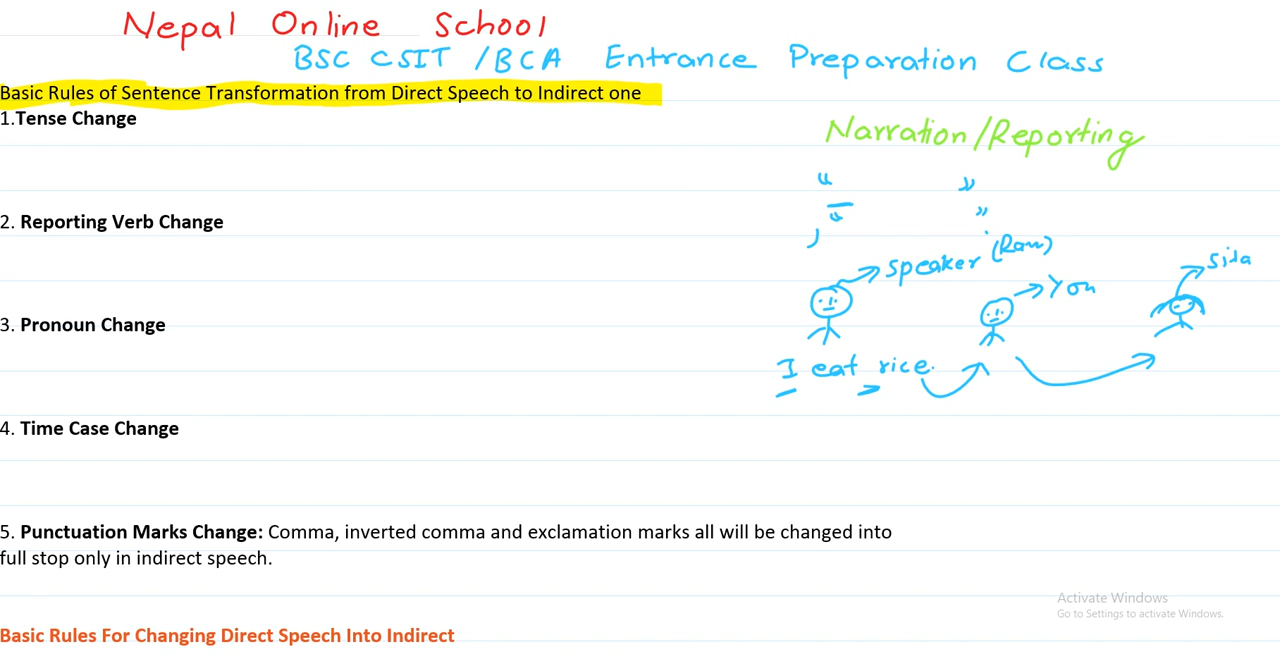 Nepal Online School
BSC CSIT /BCA Entrance Preparation Class
Basic Rules of Sentence Transformation from Direct Speech to Indirect one
1.Tense Change
Narration/Reporting
“ ”
2. Reporting Verb Change
, “ ”
speaker (Ram)
Sita
You
3. Pronoun Change
I eat rice.
4. Time Case Change
5. Punctuation Marks Change: Comma, inverted comma and exclamation marks all will be changed into
full stop only in indirect speech.
Activate Windows
Go to Settings to activate Windows.
Basic Rules For Changing Direct Speech Into Indirect